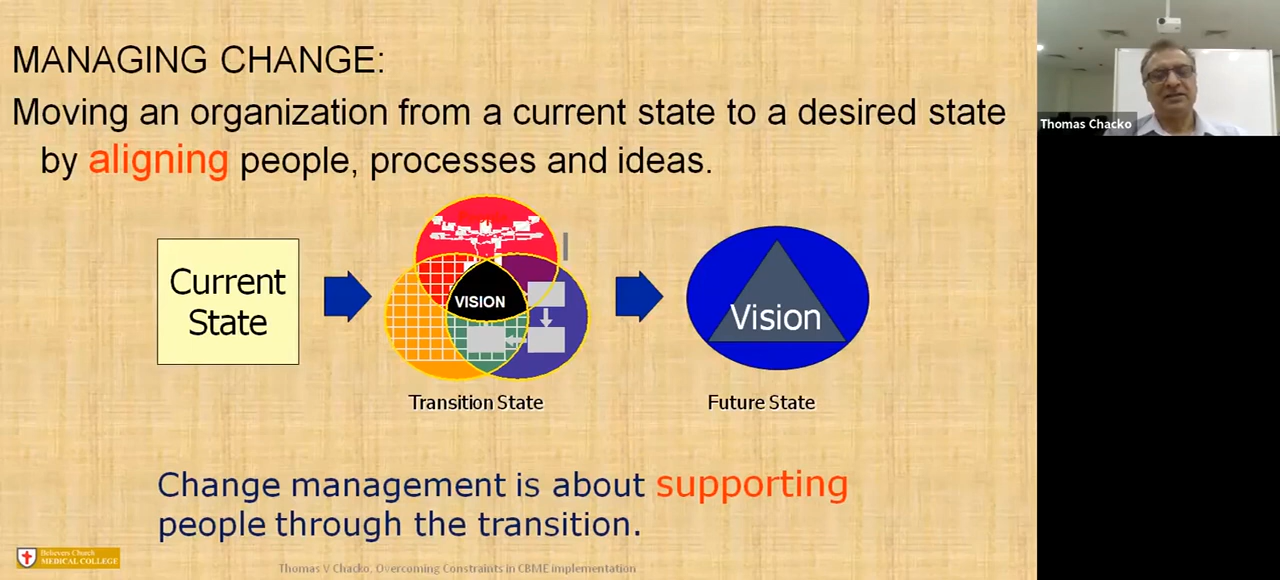 MANAGING CHANGE:
Moving an organization from a current state to a desired state
by aligning people, processes and ideas.
Thomas Chacko
Current
State
VISION
Vision
Transition State
Future State
Change management is about supporting
people through the transition.
Believers Church
MEDICAL COLLEGE
Thomas V Chacko, Overcoming Constraints in CBME implementation